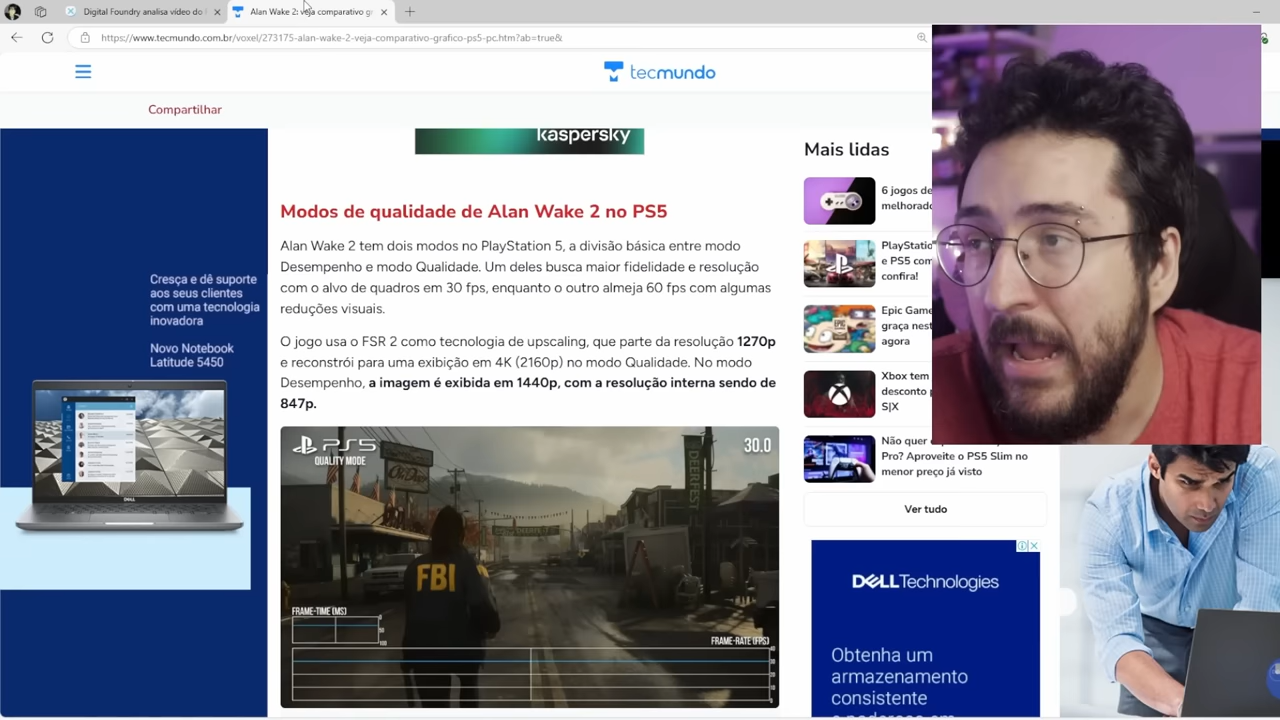 Digital Foundry analisa vídeo do
Alan Wake 2: veja comparativo gr
https://www.tecmundo.com.br/voxel/273175-alan-wake-2-veja-comparativo-grafico-ps5-pc.htm?ab=true&
tecmundo
Compartilhar
kaspersky
Modos de qualidade de Alan Wake 2 no PS5
Alan Wake 2 tem dois modos no PlayStation 5, a divisão básica entre modo
Desempenho e modo Qualidade. Um deles busca maior fidelidade e resolução
com o alvo de quadros em 30 fps, enquanto o outro almeja 60 fps com algumas
reduções visuais.
O jogo usa o FSR 2 como tecnologia de upscaling, que parte da resolução 1270p
e reconstrói para uma exibição em 4K (2160p) no modo Qualidade. No modo
Desempenho, a imagem é exibida em 1440p, com a resolução interna sendo de
847p.
PS5
QUALITY MODE
30.0
Oh Deer
DEERFEST
FBI
FRAME-TIME (MS)
FRAME-RATE (FPS)
Cresça e dê suporte
aos seus clientes
com uma tecnologia
inovadora
Novo Notebook
Latitude 5450
DELL
Mais lidas
6 jogos de
melhorado
PlayStation
e PS5 com
confira!
Epic Game
graça nest
agora
Xbox tem
desconto
S|X
Não quer
Pro? Aproveite o PS5 Slim no
menor preço já visto
Ver tudo
DELL Technologies
Obtenha um
armazenamento
consistente